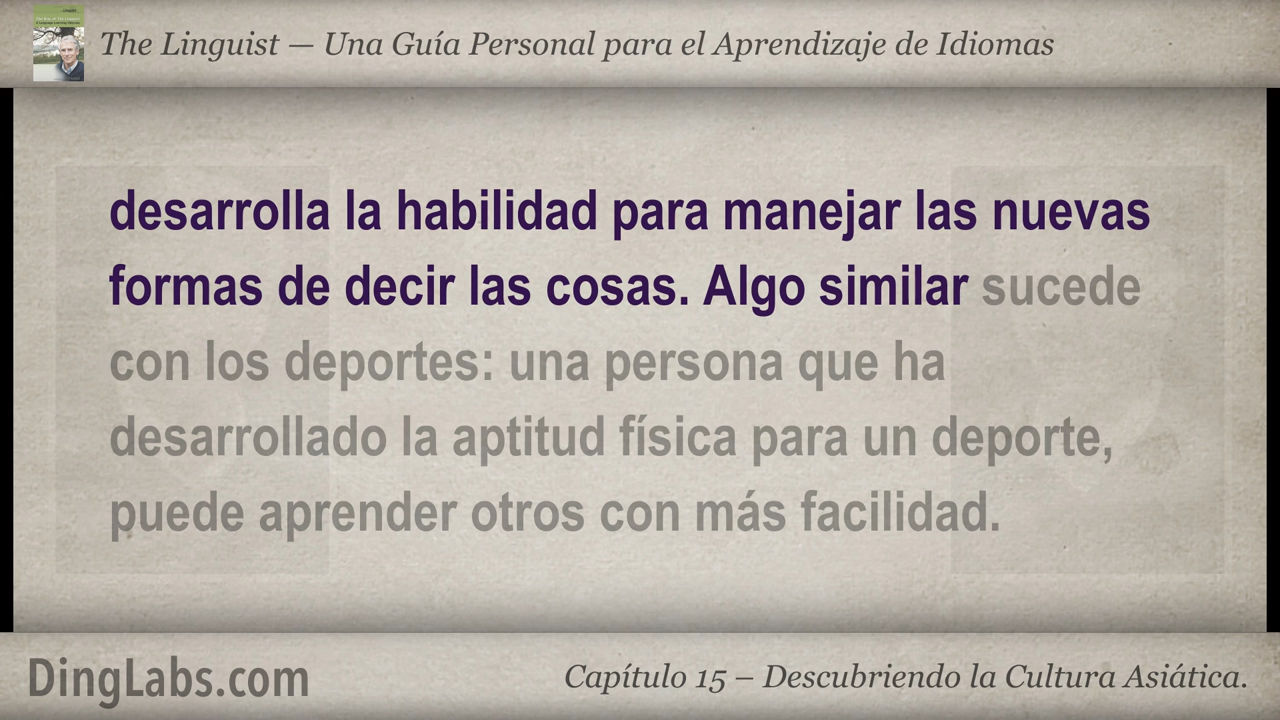 The Linguist — Una Guía Personal para el Aprendizaje de Idiomas
desarrolla la habilidad para manejar las nuevas
formas de decir las cosas. Algo similar sucede
con los deportes: una persona que ha
desarrollado la aptitud física para un deporte,
puede aprender otros con más facilidad.
DingLabs.com
Capítulo 15 – Descubriendo la Cultura Asiática.